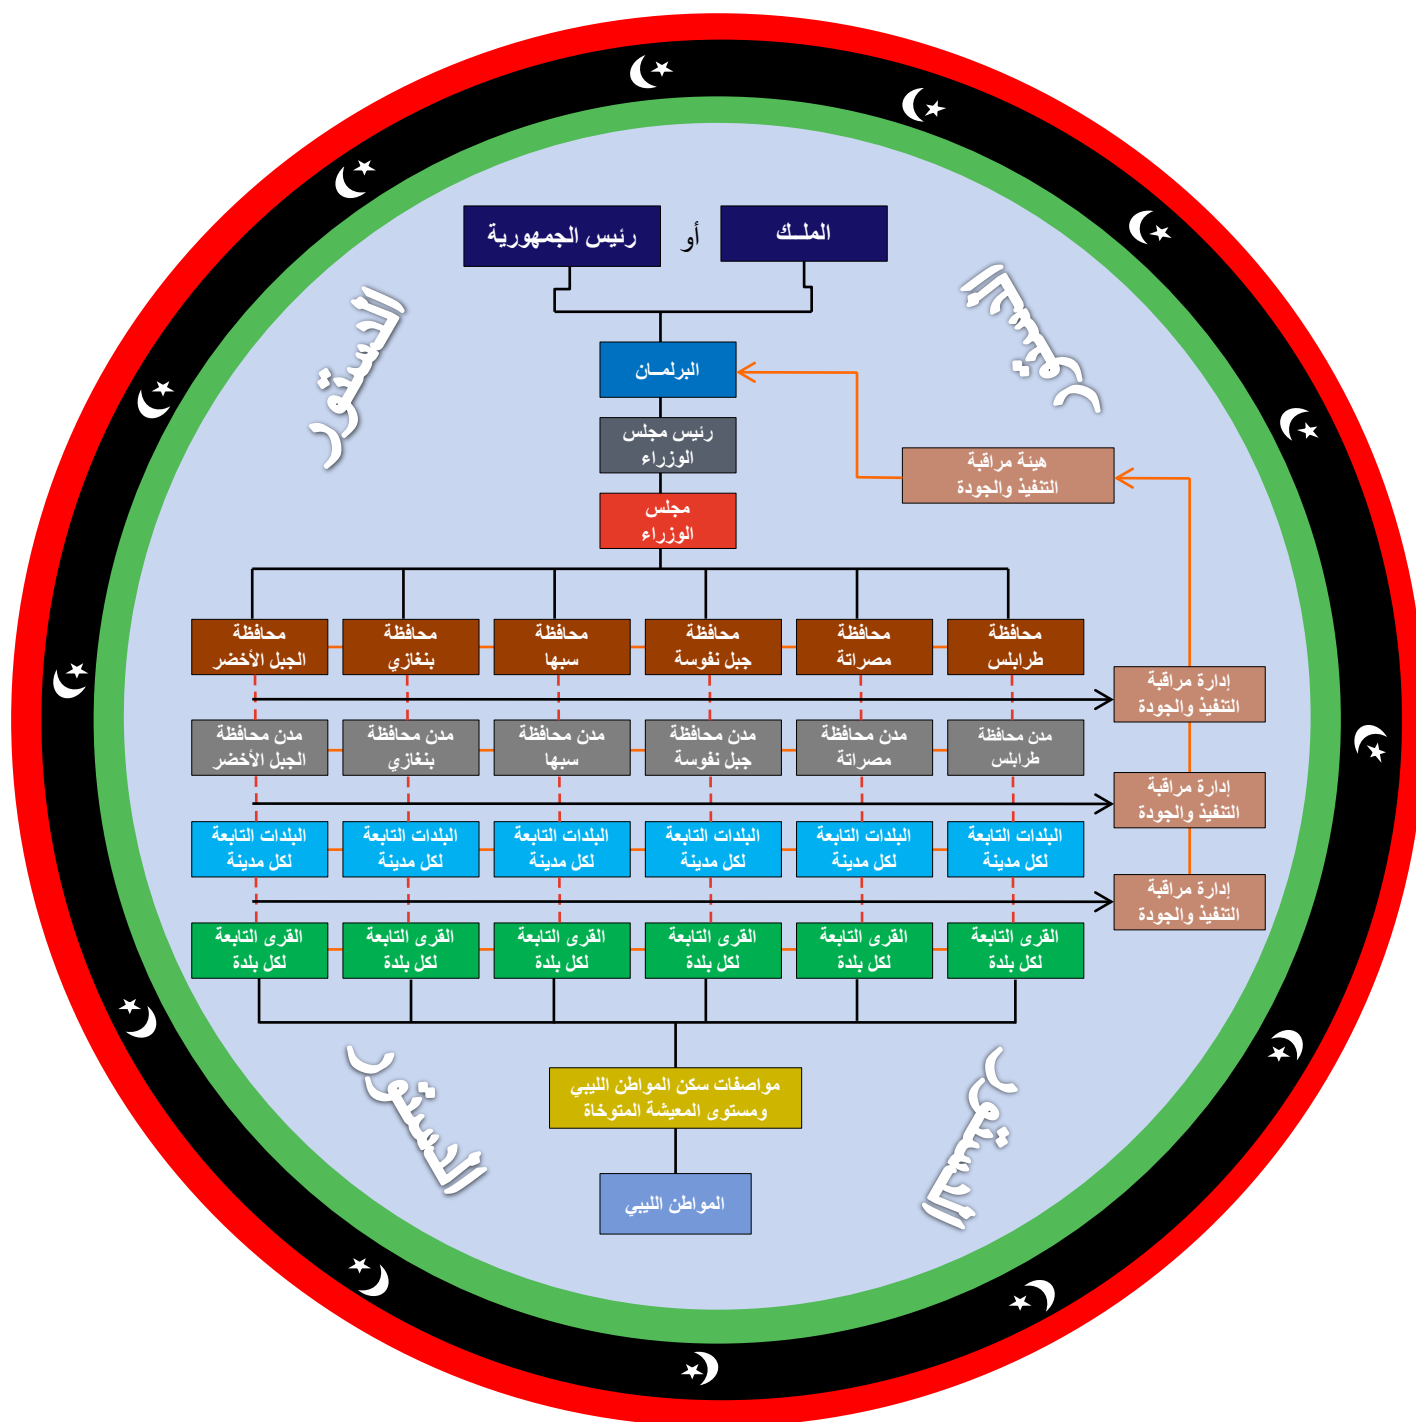 الملـــك
أو
رئيس الجمهورية
الدستور
الدستور
البرلمـــان
رئيس مجلس
الوزراء
هيئة مراقبة
التنفيذ والجودة
مجلس
الوزراء
محافظة
طرابلس
محافظة
مصراتة
محافظة
جبل نفوسة
محافظة
سبها
محافظة
بنغازي
محافظة
الجبل الأخضر
إدارة مراقبة
التنفيذ والجودة
مدن محافظة
طرابلس
مدن محافظة
مصراتة
مدن محافظة
جبل نفوسة
مدن محافظة
سبها
مدن محافظة
بنغازي
مدن محافظة
الجبل الأخضر
إدارة مراقبة
التنفيذ والجودة
البلدات التابعة
لكل مدينة
البلدات التابعة
لكل مدينة
البلدات التابعة
لكل مدينة
البلدات التابعة
لكل مدينة
البلدات التابعة
لكل مدينة
البلدات التابعة
لكل مدينة
إدارة مراقبة
التنفيذ والجودة
القرى التابعة
لكل بلدة
القرى التابعة
لكل بلدة
القرى التابعة
لكل بلدة
القرى التابعة
لكل بلدة
القرى التابعة
لكل بلدة
القرى التابعة
لكل بلدة
الدستور
الدستور
مواصفات سكن المواطن الليبي
ومستوى المعيشة المتوخاة
المواطن الليبي